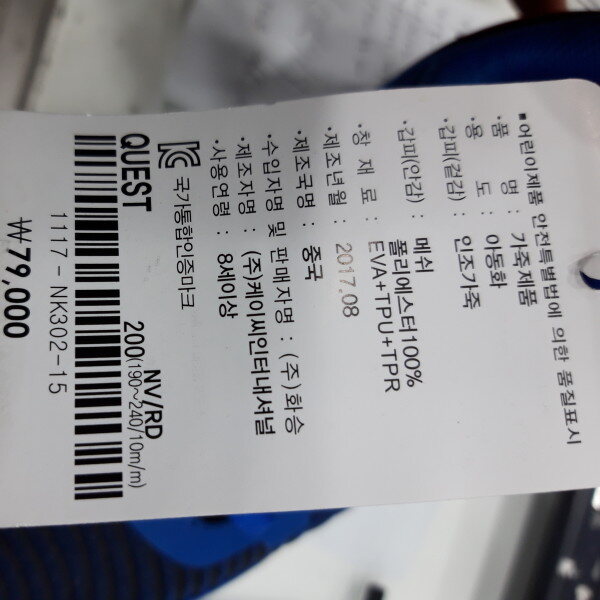 ■어린이제품 안전특별법에 의한 품질표시
·품 명 : 가죽제품
·용 도 : 아동화
·갑피(겉감) : 인조가죽
·갑피(안감) : 메쉬
폴리에스터100%
·창 재 료 : EVA+TPU+TPR
·제조년월 : 2017.08
·제조국명 : 중국
·수입자명 및 판매자명 : (주)화승
·제조자명 : (주)케이씨인터내셔널
·사용연령 : 8세이상
국가통합인증마크
QUEST NV/RD
200(190~240/10m/m)
1117-NK302-15
₩79,000